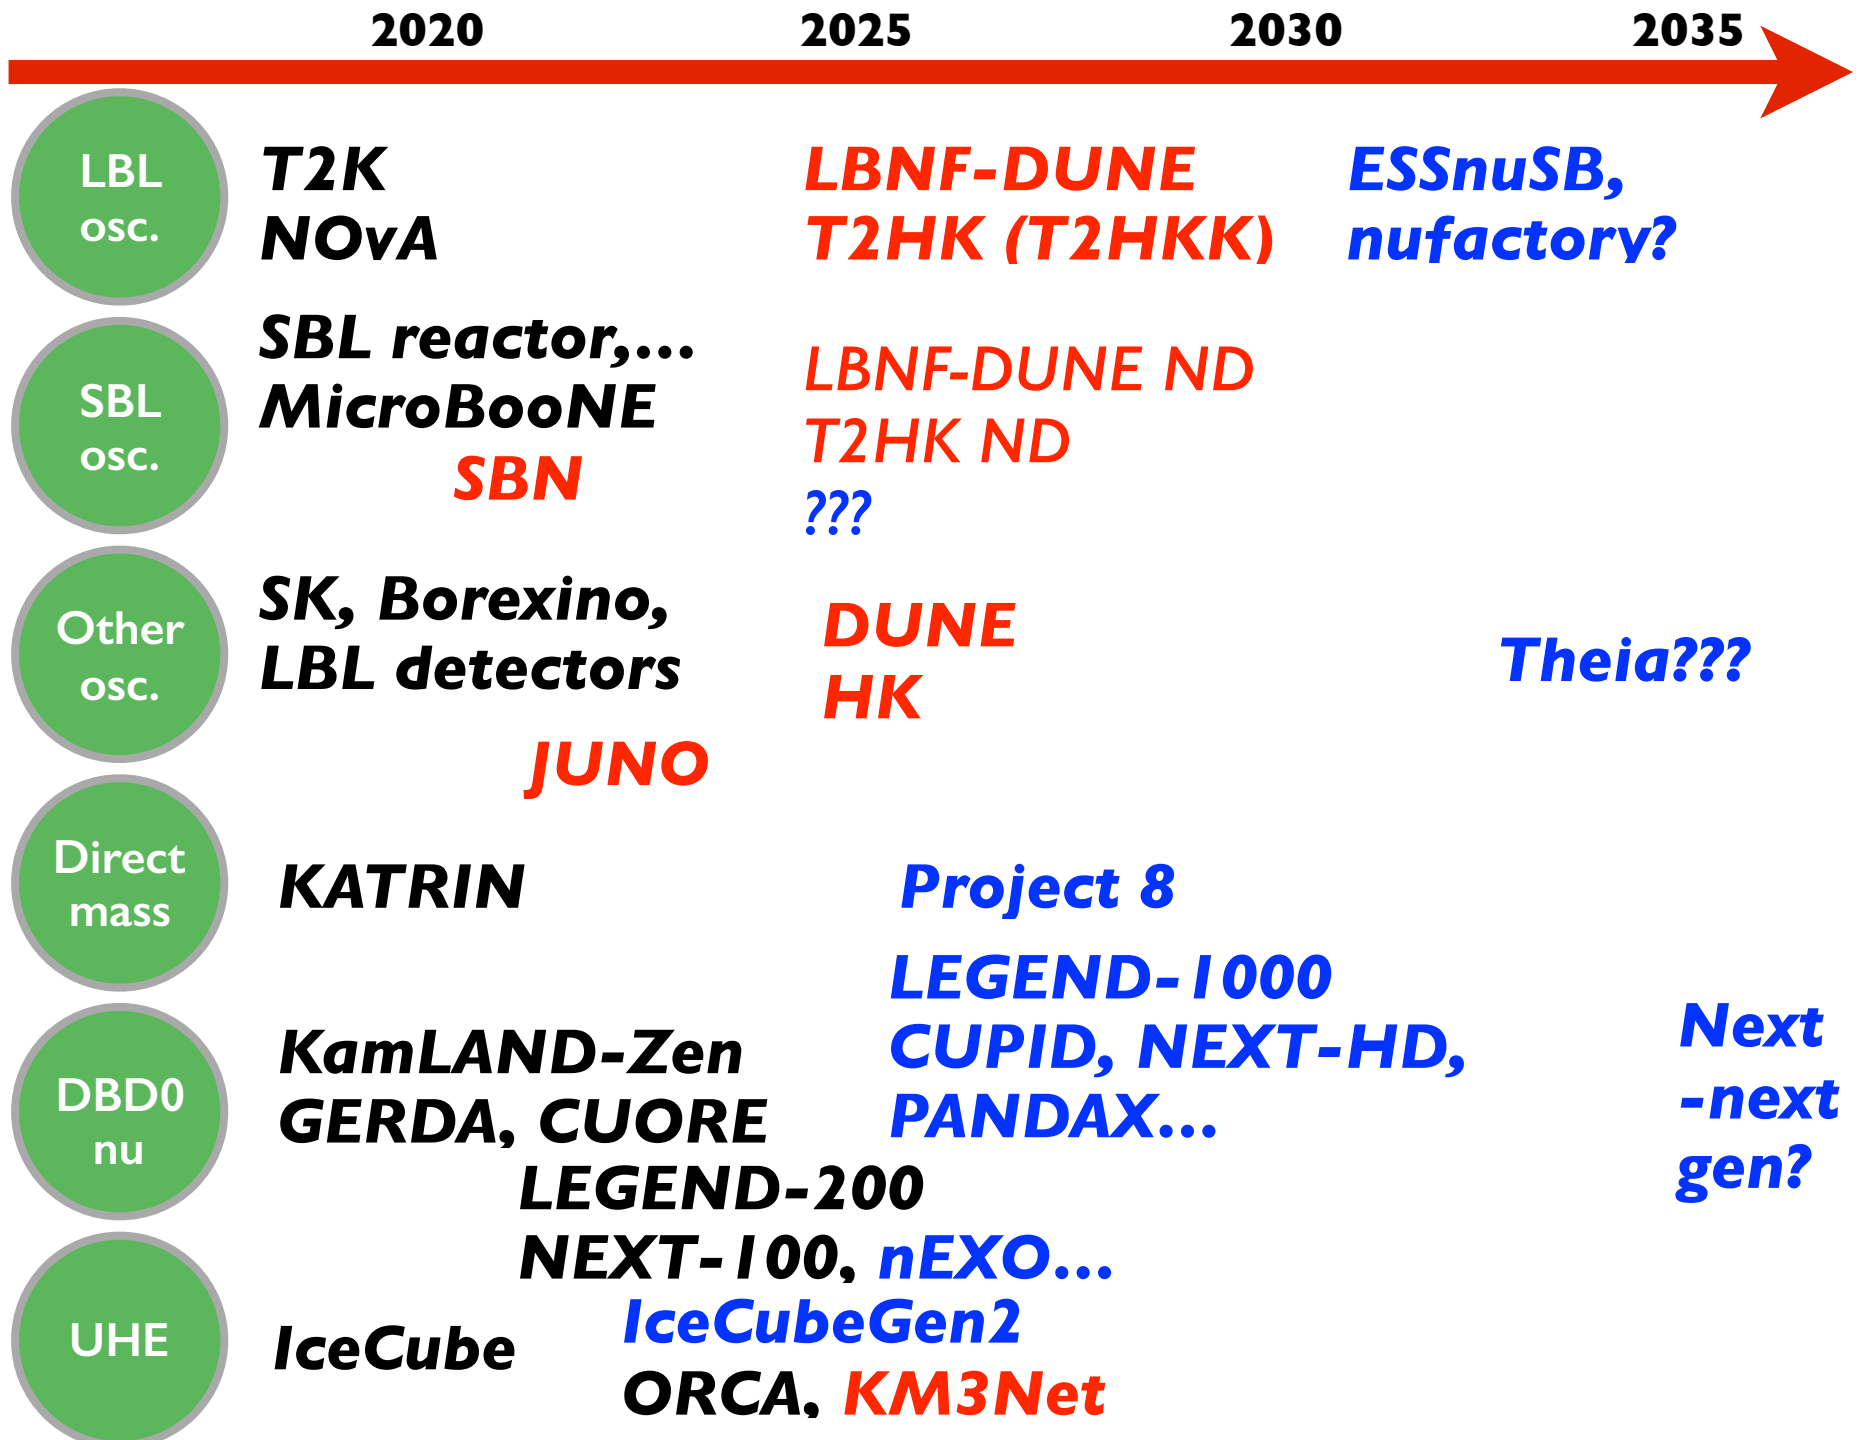 2020 2025 2030 2035
LBL
osc.
T2K
NOvA
LBNF-DUNE
T2HK (T2HKK)
ESSnuSB,
nufactory?
SBL
osc.
SBL reactor,...
MicroBooNE
SBN
LBNF-DUNE ND
T2HK ND
???
Other
osc.
SK, Borexino,
LBL detectors
JUNO
DUNE
HK
Theia???
Direct
mass
KATRIN
Project 8
DBD0
nu
KamLAND-Zen
GERDA, CUORE
LEGEND-200
NEXT-100, nEXO...
LEGEND-1000
CUPID, NEXT-HD,
PANDAX...
Next
-next
gen?
UHE
IceCube
IceCubeGen2
ORCA, KM3Net